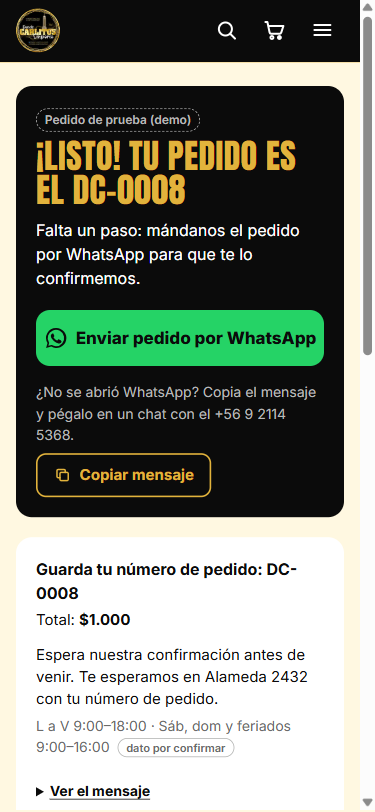 CARLITOS
Pedido de prueba (demo)
¡LISTO! TU PEDIDO ES
EL DC-0008
Falta un paso: mándanos el pedido
por WhatsApp para que te lo
confirmemos.
Enviar pedido por WhatsApp
¿No se abrió WhatsApp? Copia el mensaje
y pégalo en un chat con el +56 9 2114
5368.
Copiar mensaje
Guarda tu número de pedido: DC-
0008
Total: $1.000
Espera nuestra confirmación antes de
venir. Te esperamos en Alameda 2432
con tu número de pedido.
L a V 9:00–18:00 · Sáb, dom y feriados
9:00–16:00 dato por confirmar
Ver el mensaje